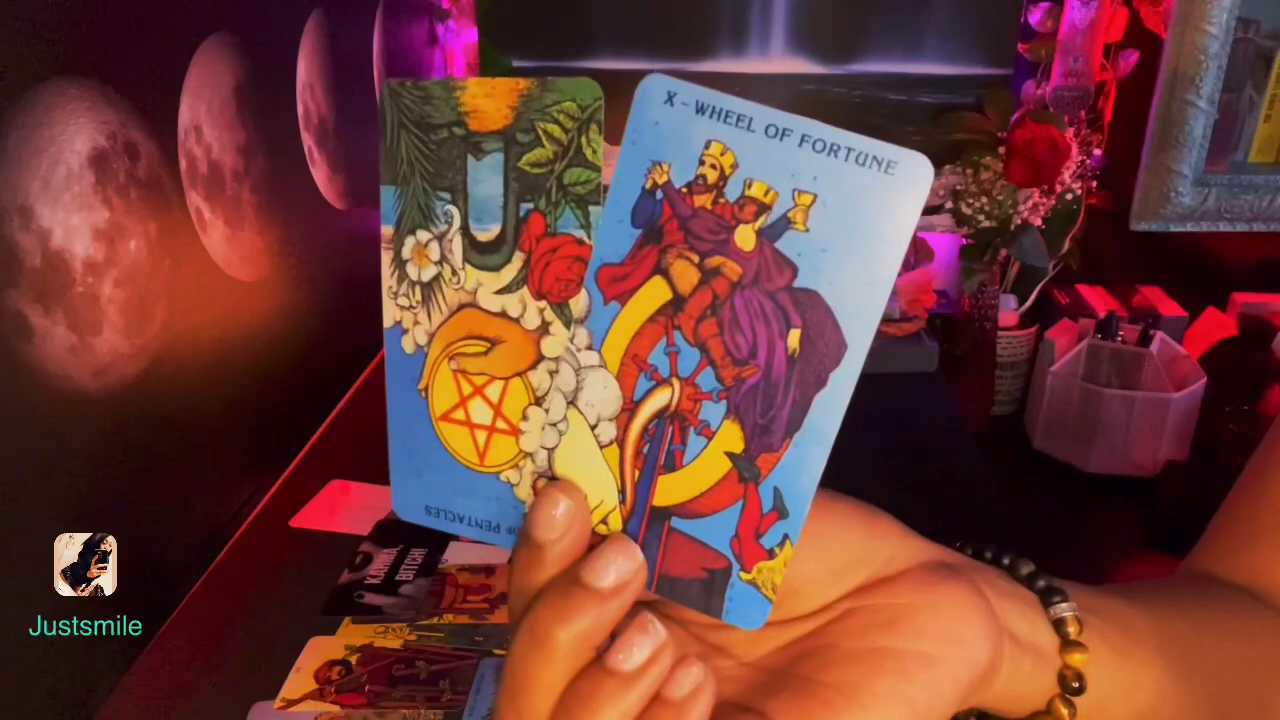 X - WHEEL OF FORTUNE
OF PENTACLES
KARMA,
BITCH!
Justsmile